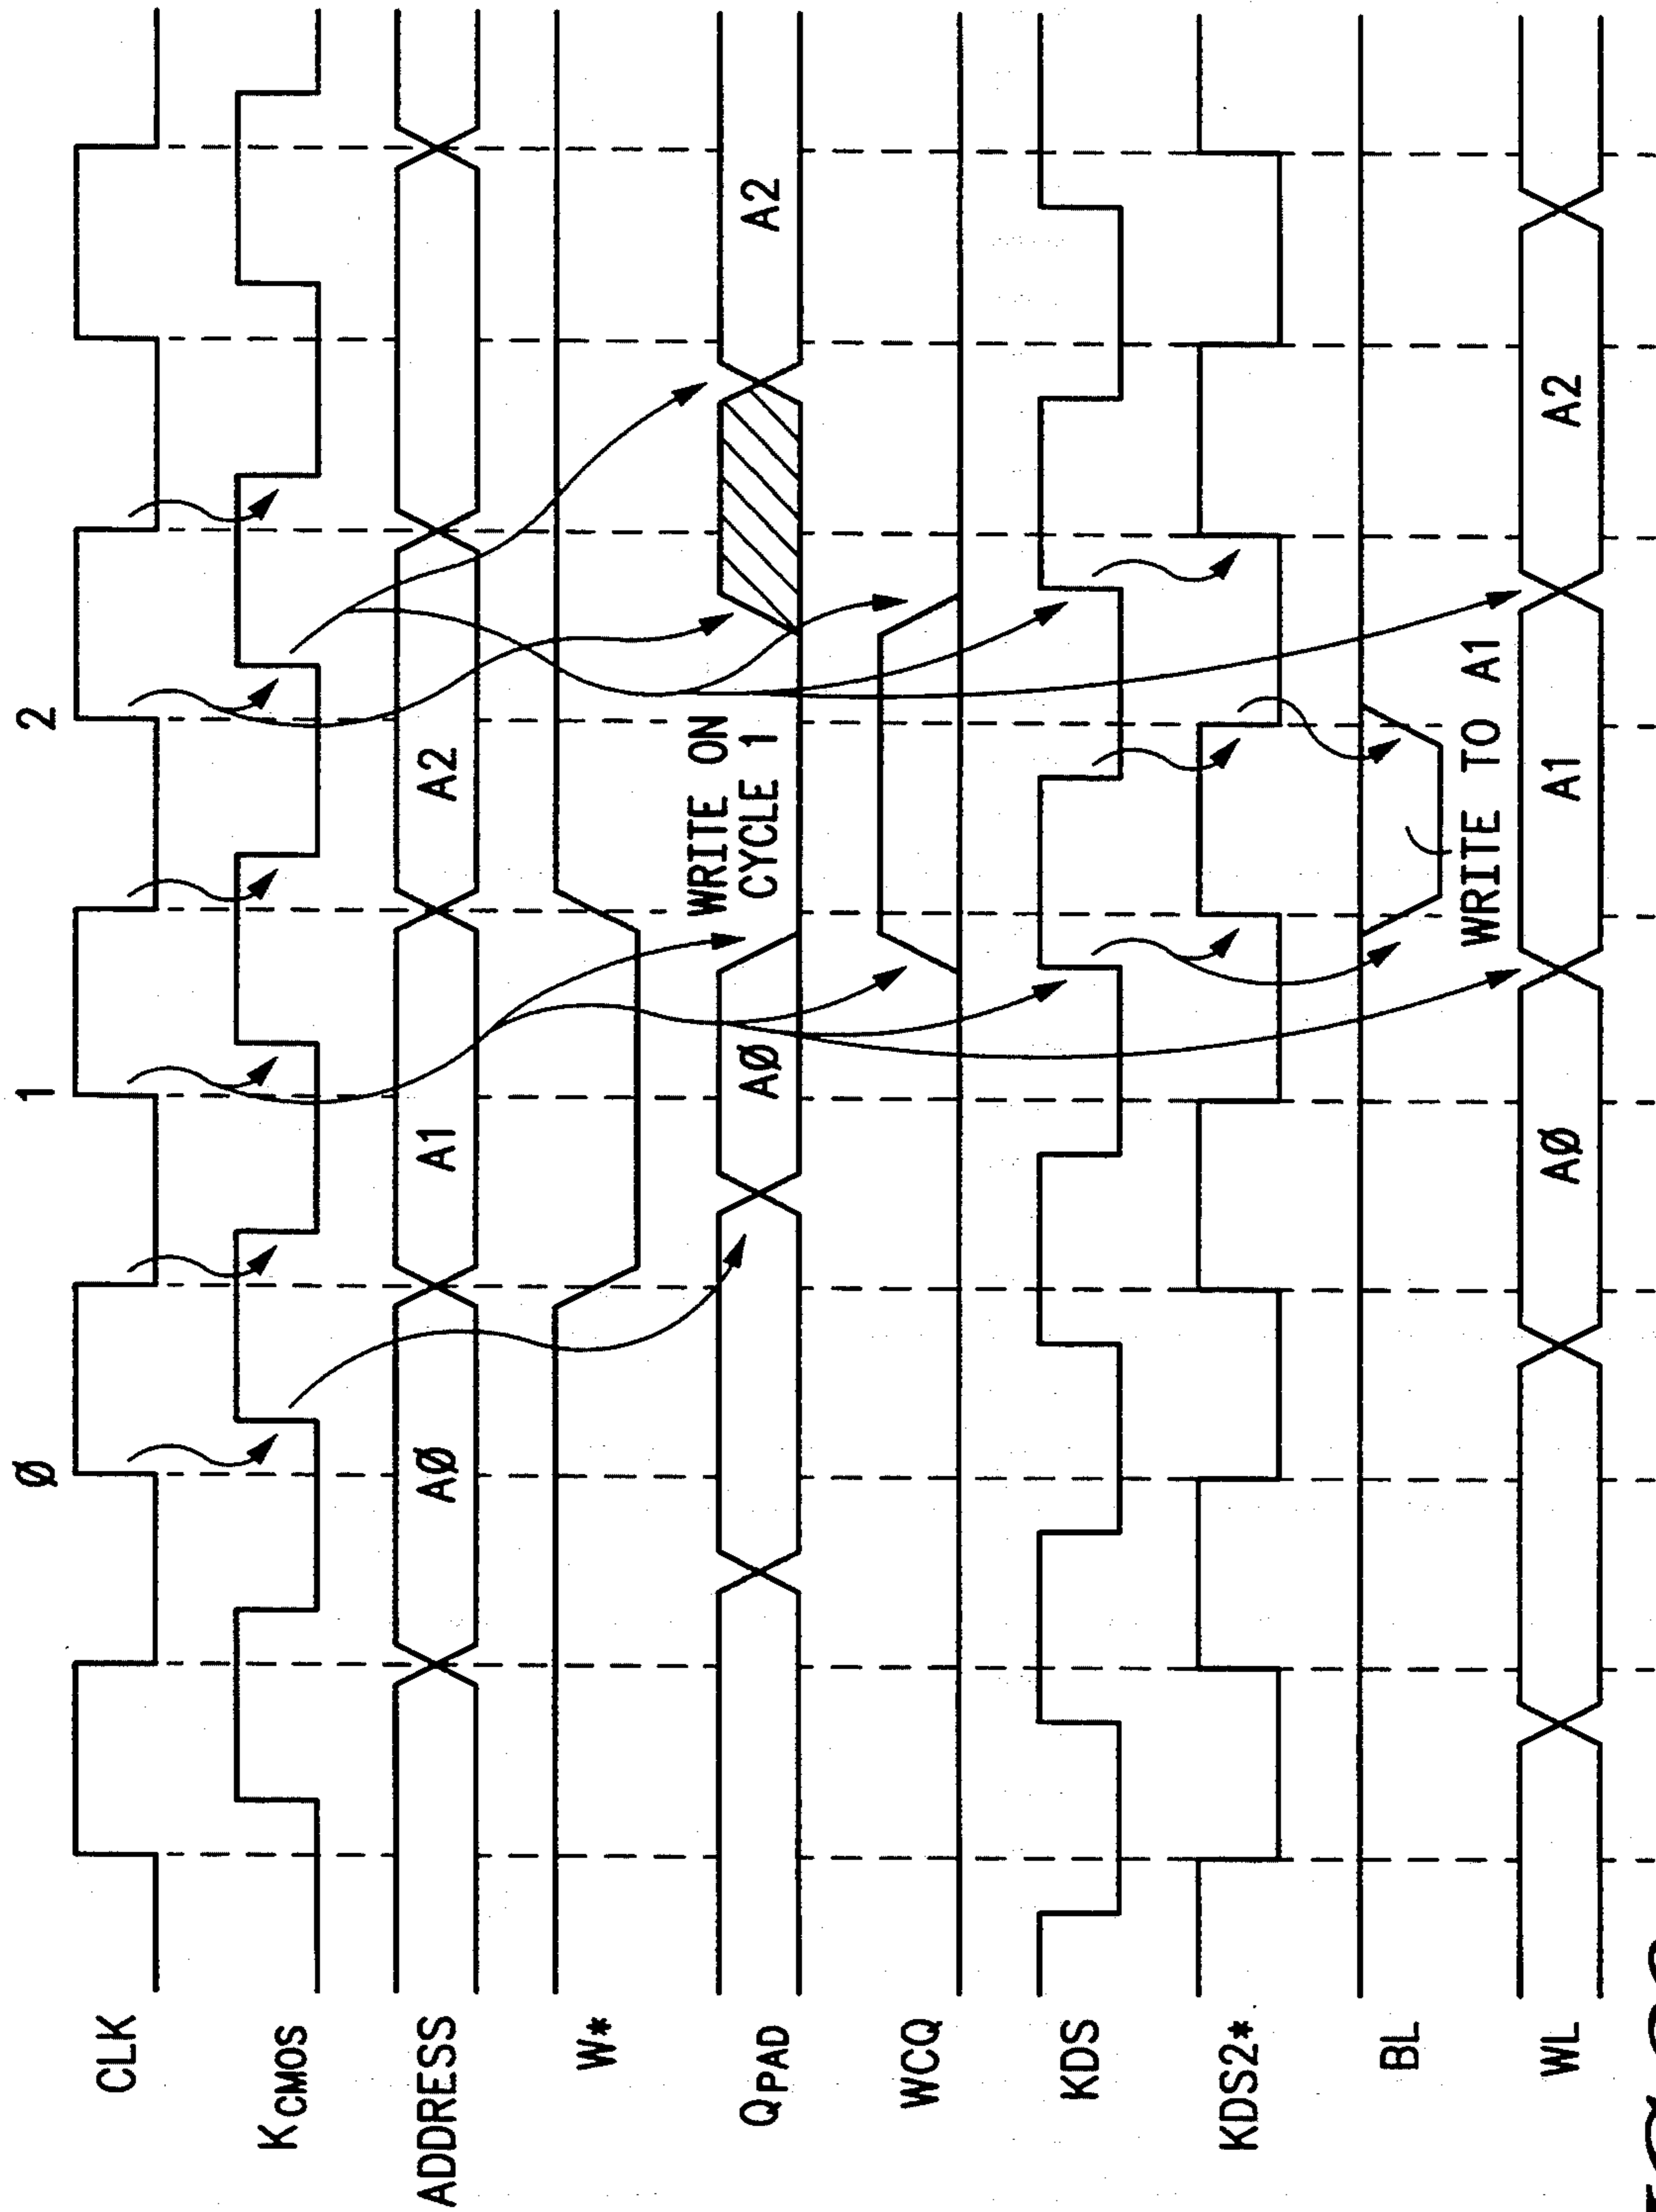 Ø 1 2
CLK
KCMOS
ADDRESS AØ A1 A2
W*
QPAD AØ WRITE ON
CYCLE 1 A2
WCQ
KDS
KDS2*
BL
WRITE TO A1
WL AØ A1 A2